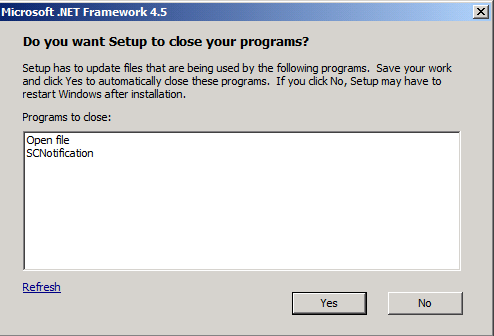 Microsoft .NET Framework 4.5
Do you want Setup to close your programs?
Setup has to update files that are being used by the following programs.  Save your work
and click Yes to automatically close these programs.  If you click No, Setup may have to
restart Windows after installation.
Programs to close:
Open file
SCNotification
Refresh
Yes
No